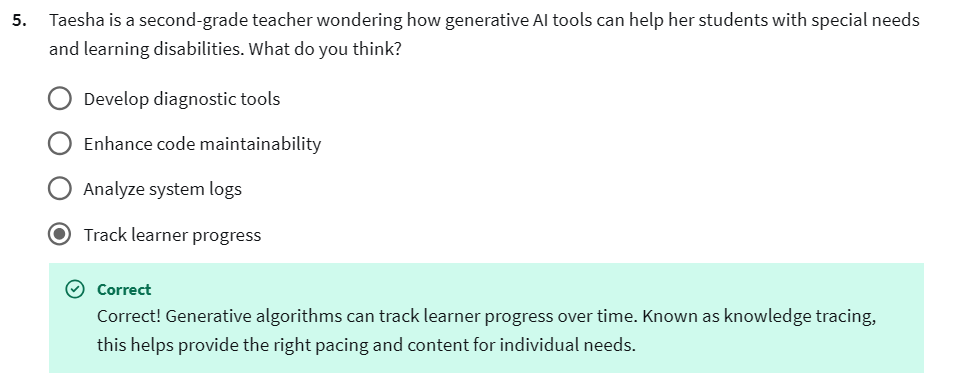 5. Taesha is a second-grade teacher wondering how generative AI tools can help her students with special needs
and learning disabilities. What do you think?
Develop diagnostic tools
Enhance code maintainability
Analyze system logs
Track learner progress
Correct
Correct! Generative algorithms can track learner progress over time. Known as knowledge tracing,
this helps provide the right pacing and content for individual needs.